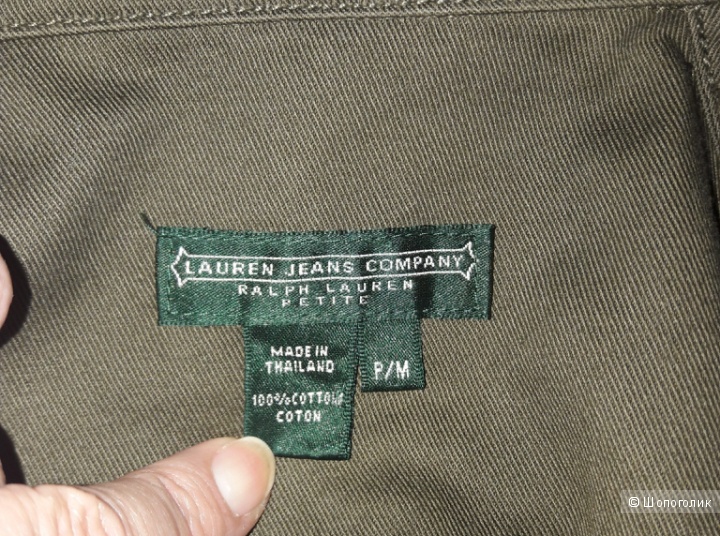 LAUREN JEANS COMPANY
RALPH LAUREN
PETITE
MADE IN
THAILAND
100%COTTON/
COTON
P/M
© Шопоголик